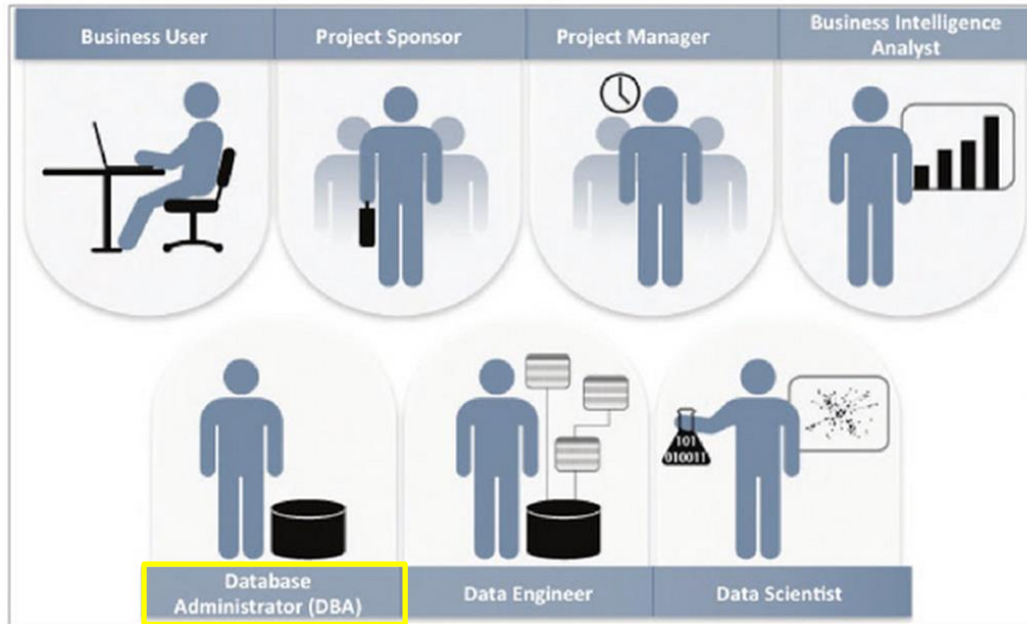 Business User
Project Sponsor
Project Manager
Business Intelligence
Analyst
101
010011
Database
Administrator (DBA)
Data Engineer
Data Scientist